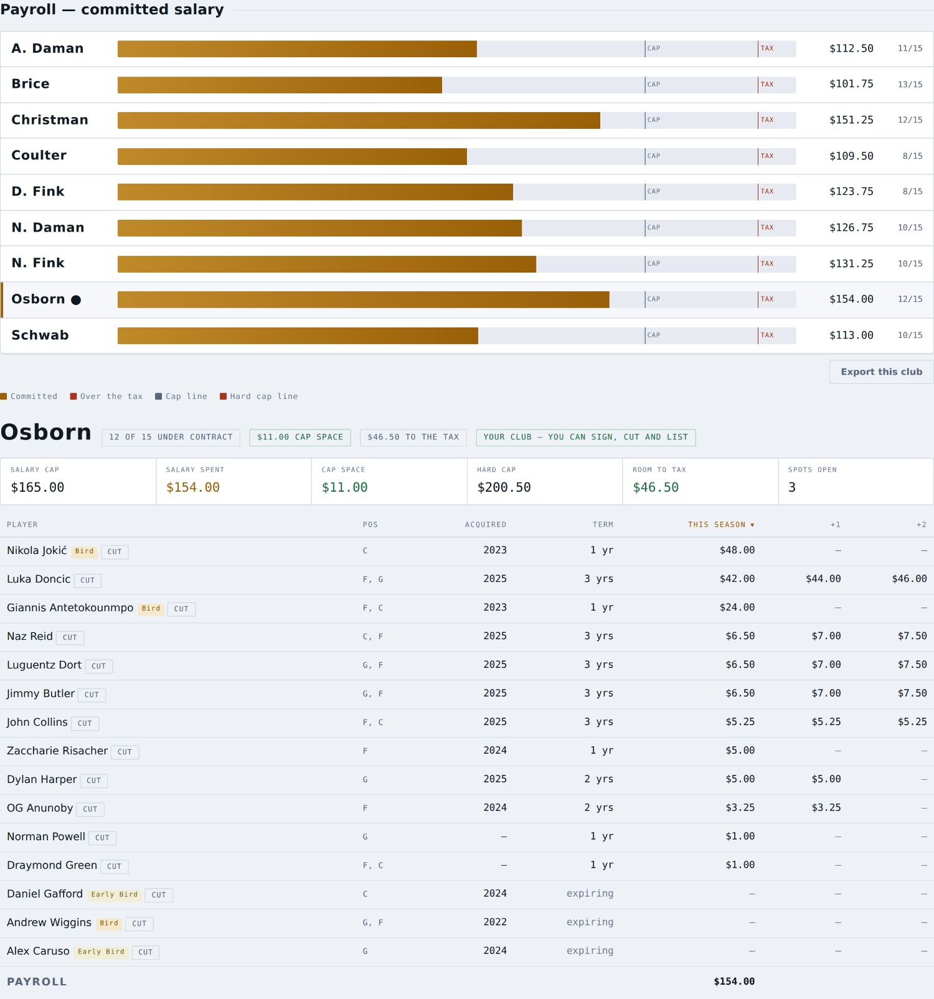 Payroll — committed salary
A. Daman CAP TAX $112.50 11/15
Brice CAP TAX $101.75 13/15
Christman CAP TAX $151.25 12/15
Coulter CAP TAX $109.50 8/15
D. Fink CAP TAX $123.75 8/15
N. Daman CAP TAX $126.75 10/15
N. Fink CAP TAX $131.25 10/15
Osborn ● CAP TAX $154.00 12/15
Schwab CAP TAX $113.00 10/15
Export this club
Committed Over the tax Cap line Hard cap line
Osborn 12 OF 15 UNDER CONTRACT $11.00 CAP SPACE $46.50 TO THE TAX YOUR CLUB — YOU CAN SIGN, CUT AND LIST
SALARY CAP SALARY SPENT CAP SPACE HARD CAP ROOM TO TAX SPOTS OPEN
$165.00 $154.00 $11.00 $200.50 $46.50 3
PLAYER POS ACQUIRED TERM THIS SEASON ▼ +1 +2
Nikola Jokić Bird CUT C 2023 1 yr $48.00 — —
Luka Doncic CUT F, G 2025 3 yrs $42.00 $44.00 $46.00
Giannis Antetokounmpo Bird CUT F, C 2023 1 yr $24.00 — —
Naz Reid CUT C, F 2025 3 yrs $6.50 $7.00 $7.50
Luguentz Dort CUT G, F 2025 3 yrs $6.50 $7.00 $7.50
Jimmy Butler CUT G, F 2025 3 yrs $6.50 $7.00 $7.50
John Collins CUT F, C 2025 3 yrs $5.25 $5.25 $5.25
Zaccharie Risacher CUT F 2024 1 yr $5.00 — —
Dylan Harper CUT G 2025 2 yrs $5.00 $5.00 —
OG Anunoby CUT F 2024 2 yrs $3.25 $3.25 —
Norman Powell CUT G — 1 yr $1.00 — —
Draymond Green CUT F, C — 1 yr $1.00 — —
Daniel Gafford Early Bird CUT C 2024 expiring — — —
Andrew Wiggins Bird CUT G, F 2022 expiring — — —
Alex Caruso Early Bird CUT G 2024 expiring — — —
PAYROLL $154.00